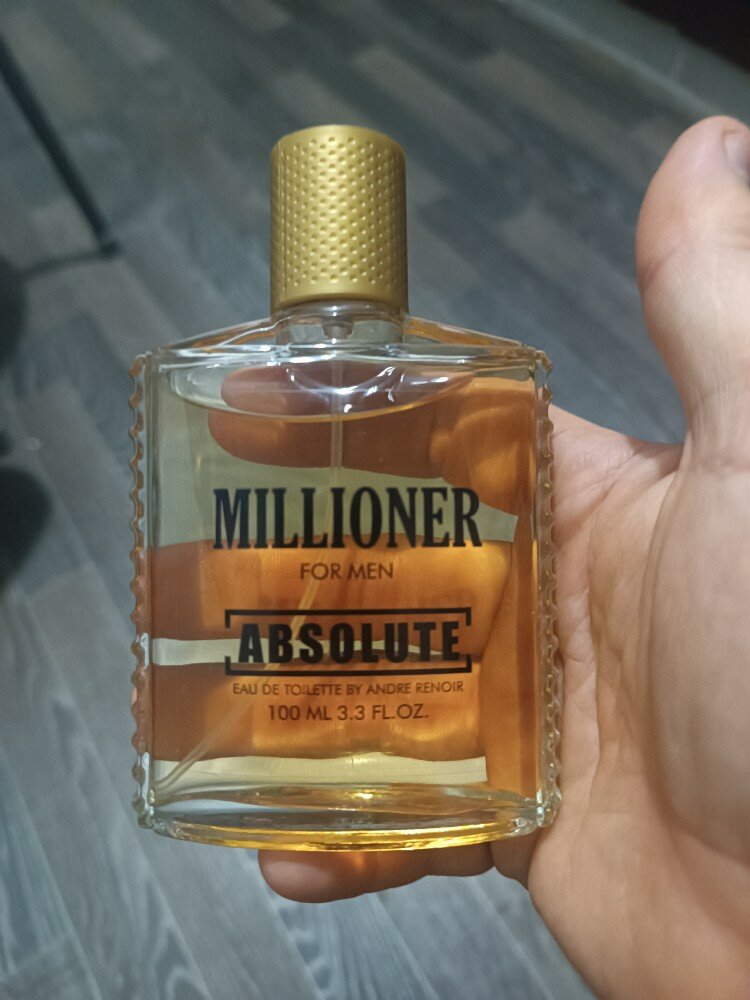 MILLIONER
FOR MEN
ABSOLUTE
EAU DE TOILETTE BY ANDRE RENOIR
100 ML 3.3 FL.OZ.